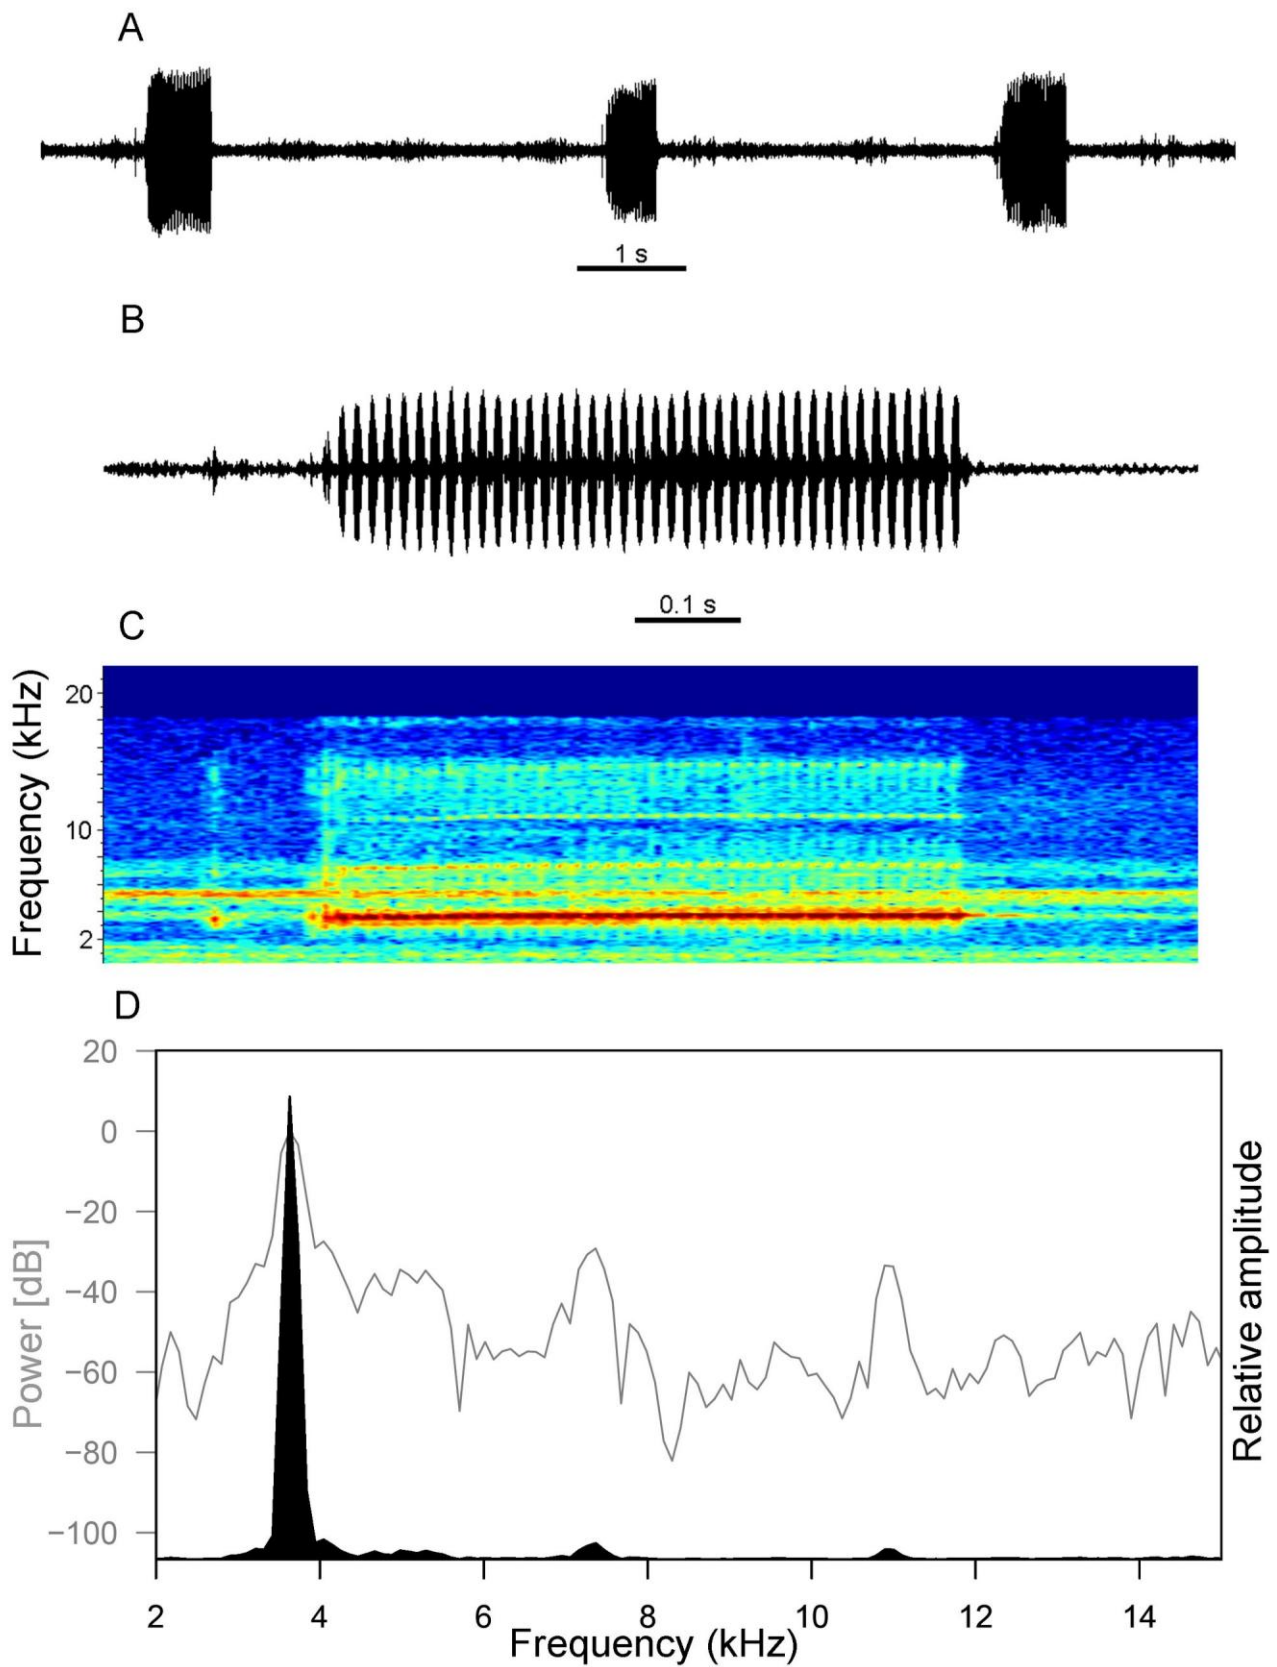 A
1 s
B
0.1 s
C
Frequency (kHz)
20
10
2
D
Power [dB]
20
0
−20
−40
−60
−80
−100
Relative amplitude
2 4 6 8 10 12 14
Frequency (kHz)